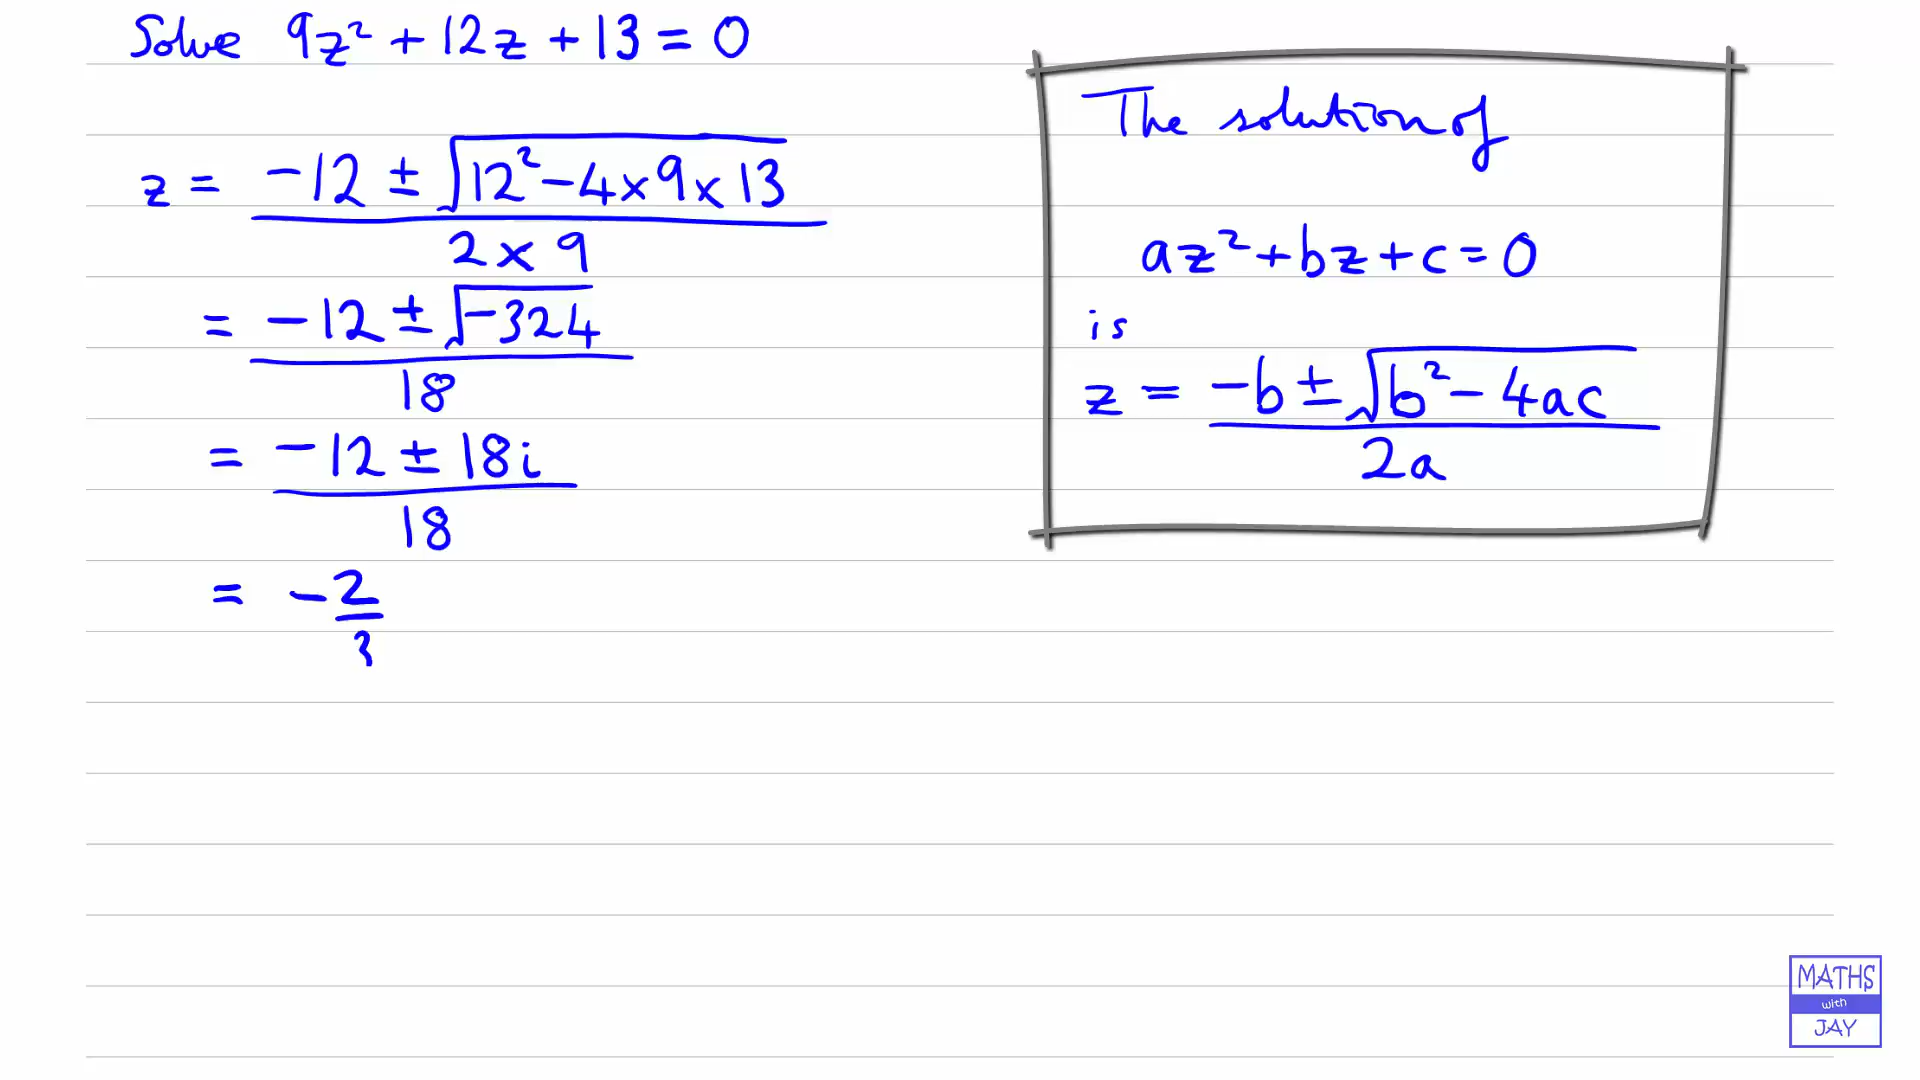 Solve 9z² + 12z + 13 = 0
z = -12 ± √12² - 4 x 9 x 13
2 x 9
= -12 ± √-324
18
= -12 ± 18i
18
= - 2
3
The solution of
az² + bz + c = 0
is
z = -b ± √b² - 4ac
2a
MATHS
with
JAY